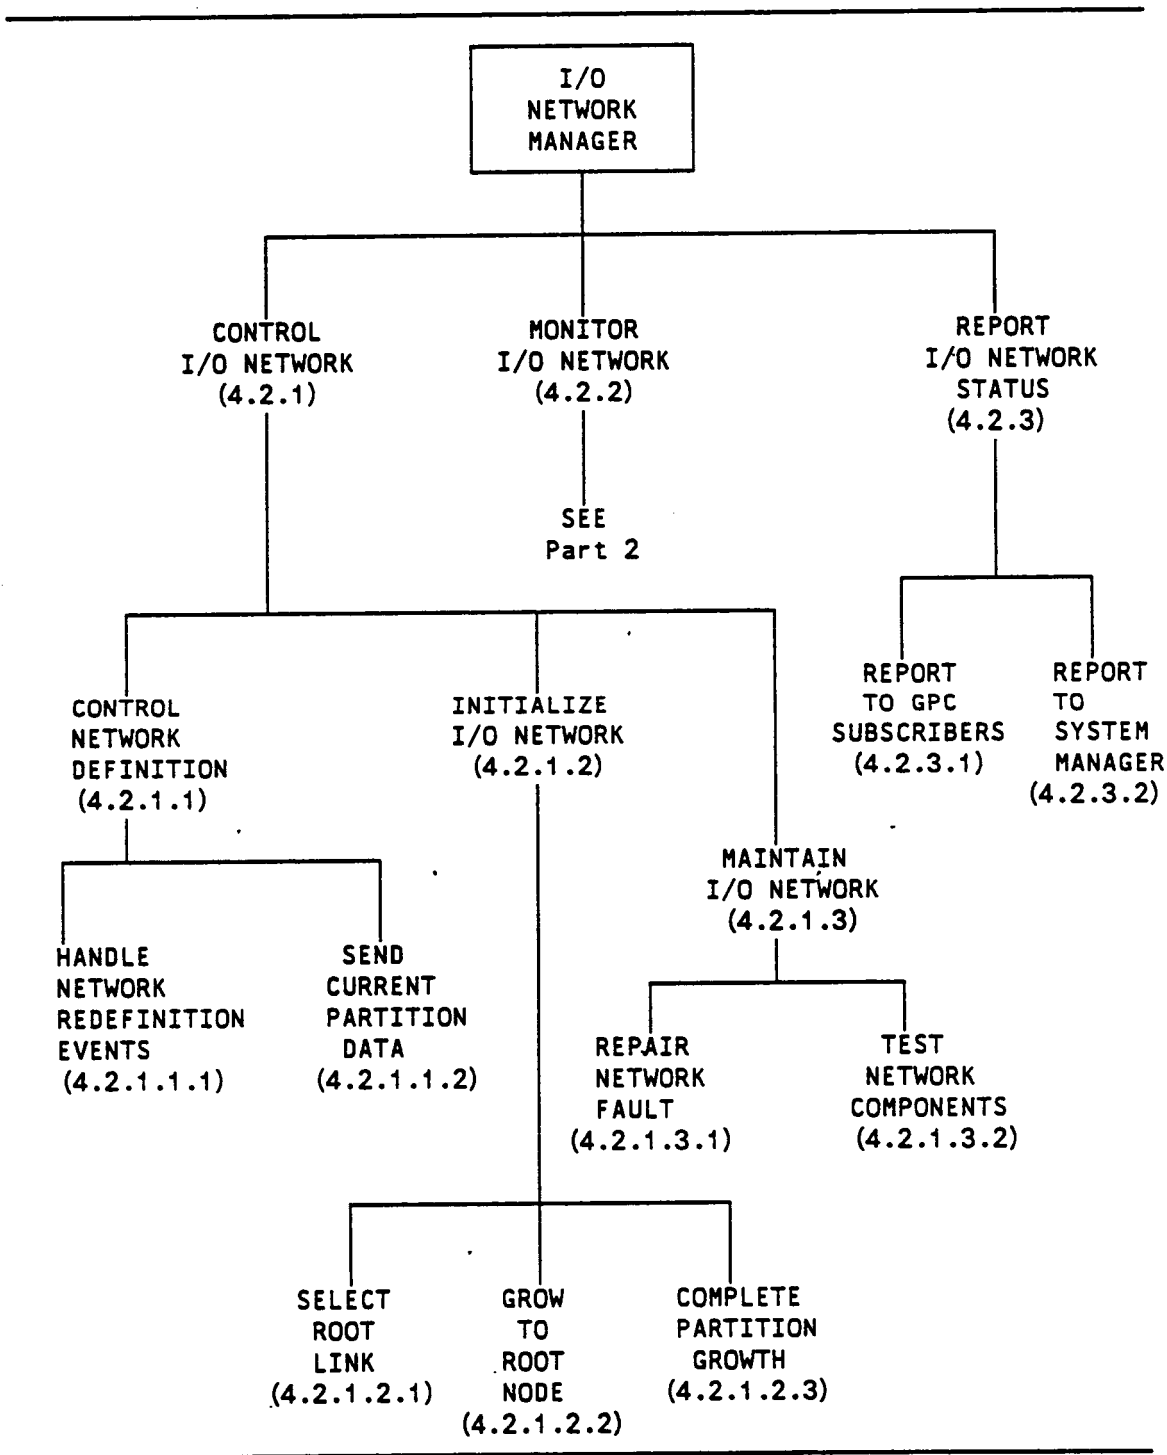 I/O
NETWORK
MANAGER
CONTROL
I/O NETWORK
(4.2.1)
MONITOR
I/O NETWORK
(4.2.2)
REPORT
I/O NETWORK
STATUS
(4.2.3)
SEE
Part 2
REPORT
TO GPC
SUBSCRIBERS
(4.2.3.1)
REPORT
TO
SYSTEM
MANAGER
(4.2.3.2)
CONTROL
NETWORK
DEFINITION
(4.2.1.1)
INITIALIZE
I/O NETWORK
(4.2.1.2)
MAINTAIN
I/O NETWORK
(4.2.1.3)
HANDLE
NETWORK
REDEFINITION
EVENTS
(4.2.1.1.1)
SEND
CURRENT
PARTITION
DATA
(4.2.1.1.2)
REPAIR
NETWORK
FAULT
(4.2.1.3.1)
TEST
NETWORK
COMPONENTS
(4.2.1.3.2)
SELECT
ROOT
LINK
(4.2.1.2.1)
GROW
TO
ROOT
NODE
(4.2.1.2.2)
COMPLETE
PARTITION
GROWTH
(4.2.1.2.3)